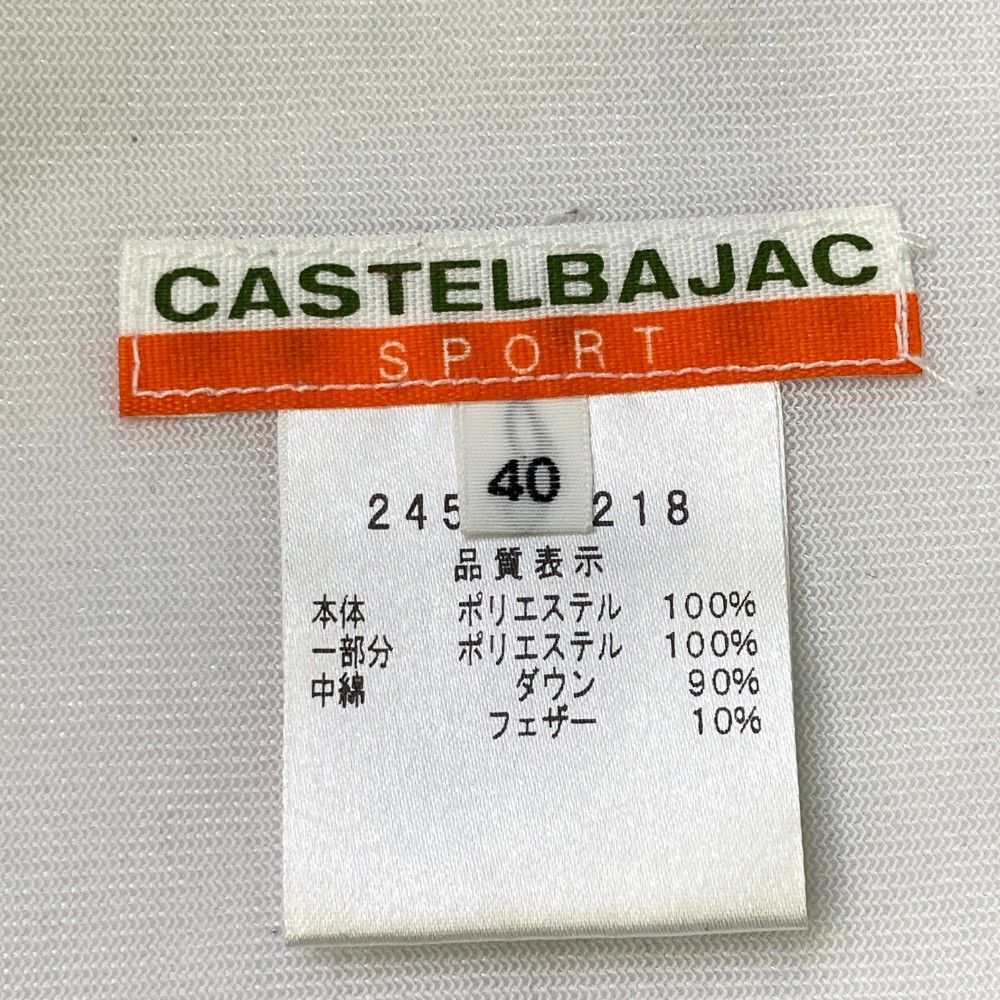 CASTELBAJAC
SPORT
40
245 218
品質表示
本体 ポリエステル 100%
一部分 ポリエステル 100%
中綿 ダウン 90%
フェザー 10%